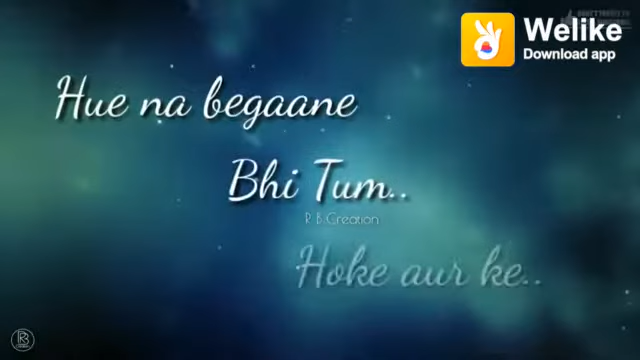 Welike
Download app
Hue na begaane
Bhi Tum..
R B Creation
Hoke aur ke..